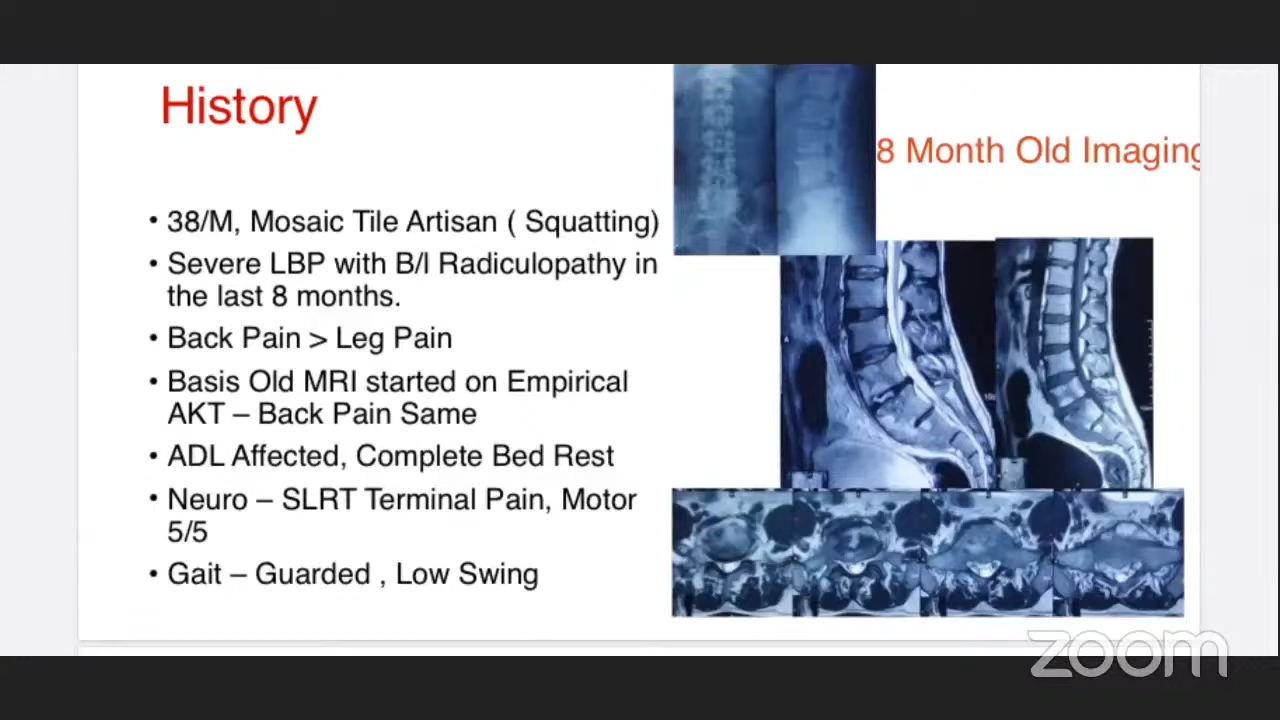 History
8 Month Old Imaging
• 38/M, Mosaic Tile Artisan ( Squatting)
• Severe LBP with B/l Radiculopathy in
the last 8 months.
• Back Pain > Leg Pain
• Basis Old MRI started on Empirical
AKT – Back Pain Same
• ADL Affected, Complete Bed Rest
• Neuro – SLRT Terminal Pain, Motor
5/5
• Gait – Guarded , Low Swing
zoom